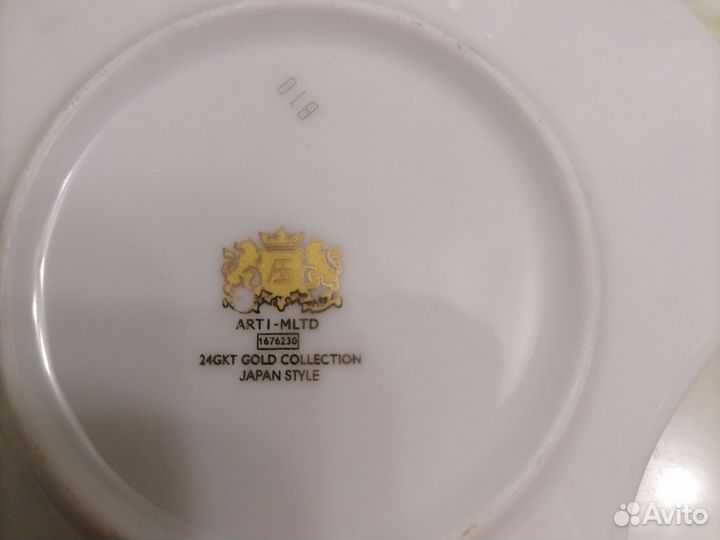 018
ARTI-MLTD
1676230
24GKT GOLD COLLECTION
JAPAN STYLE
Avito